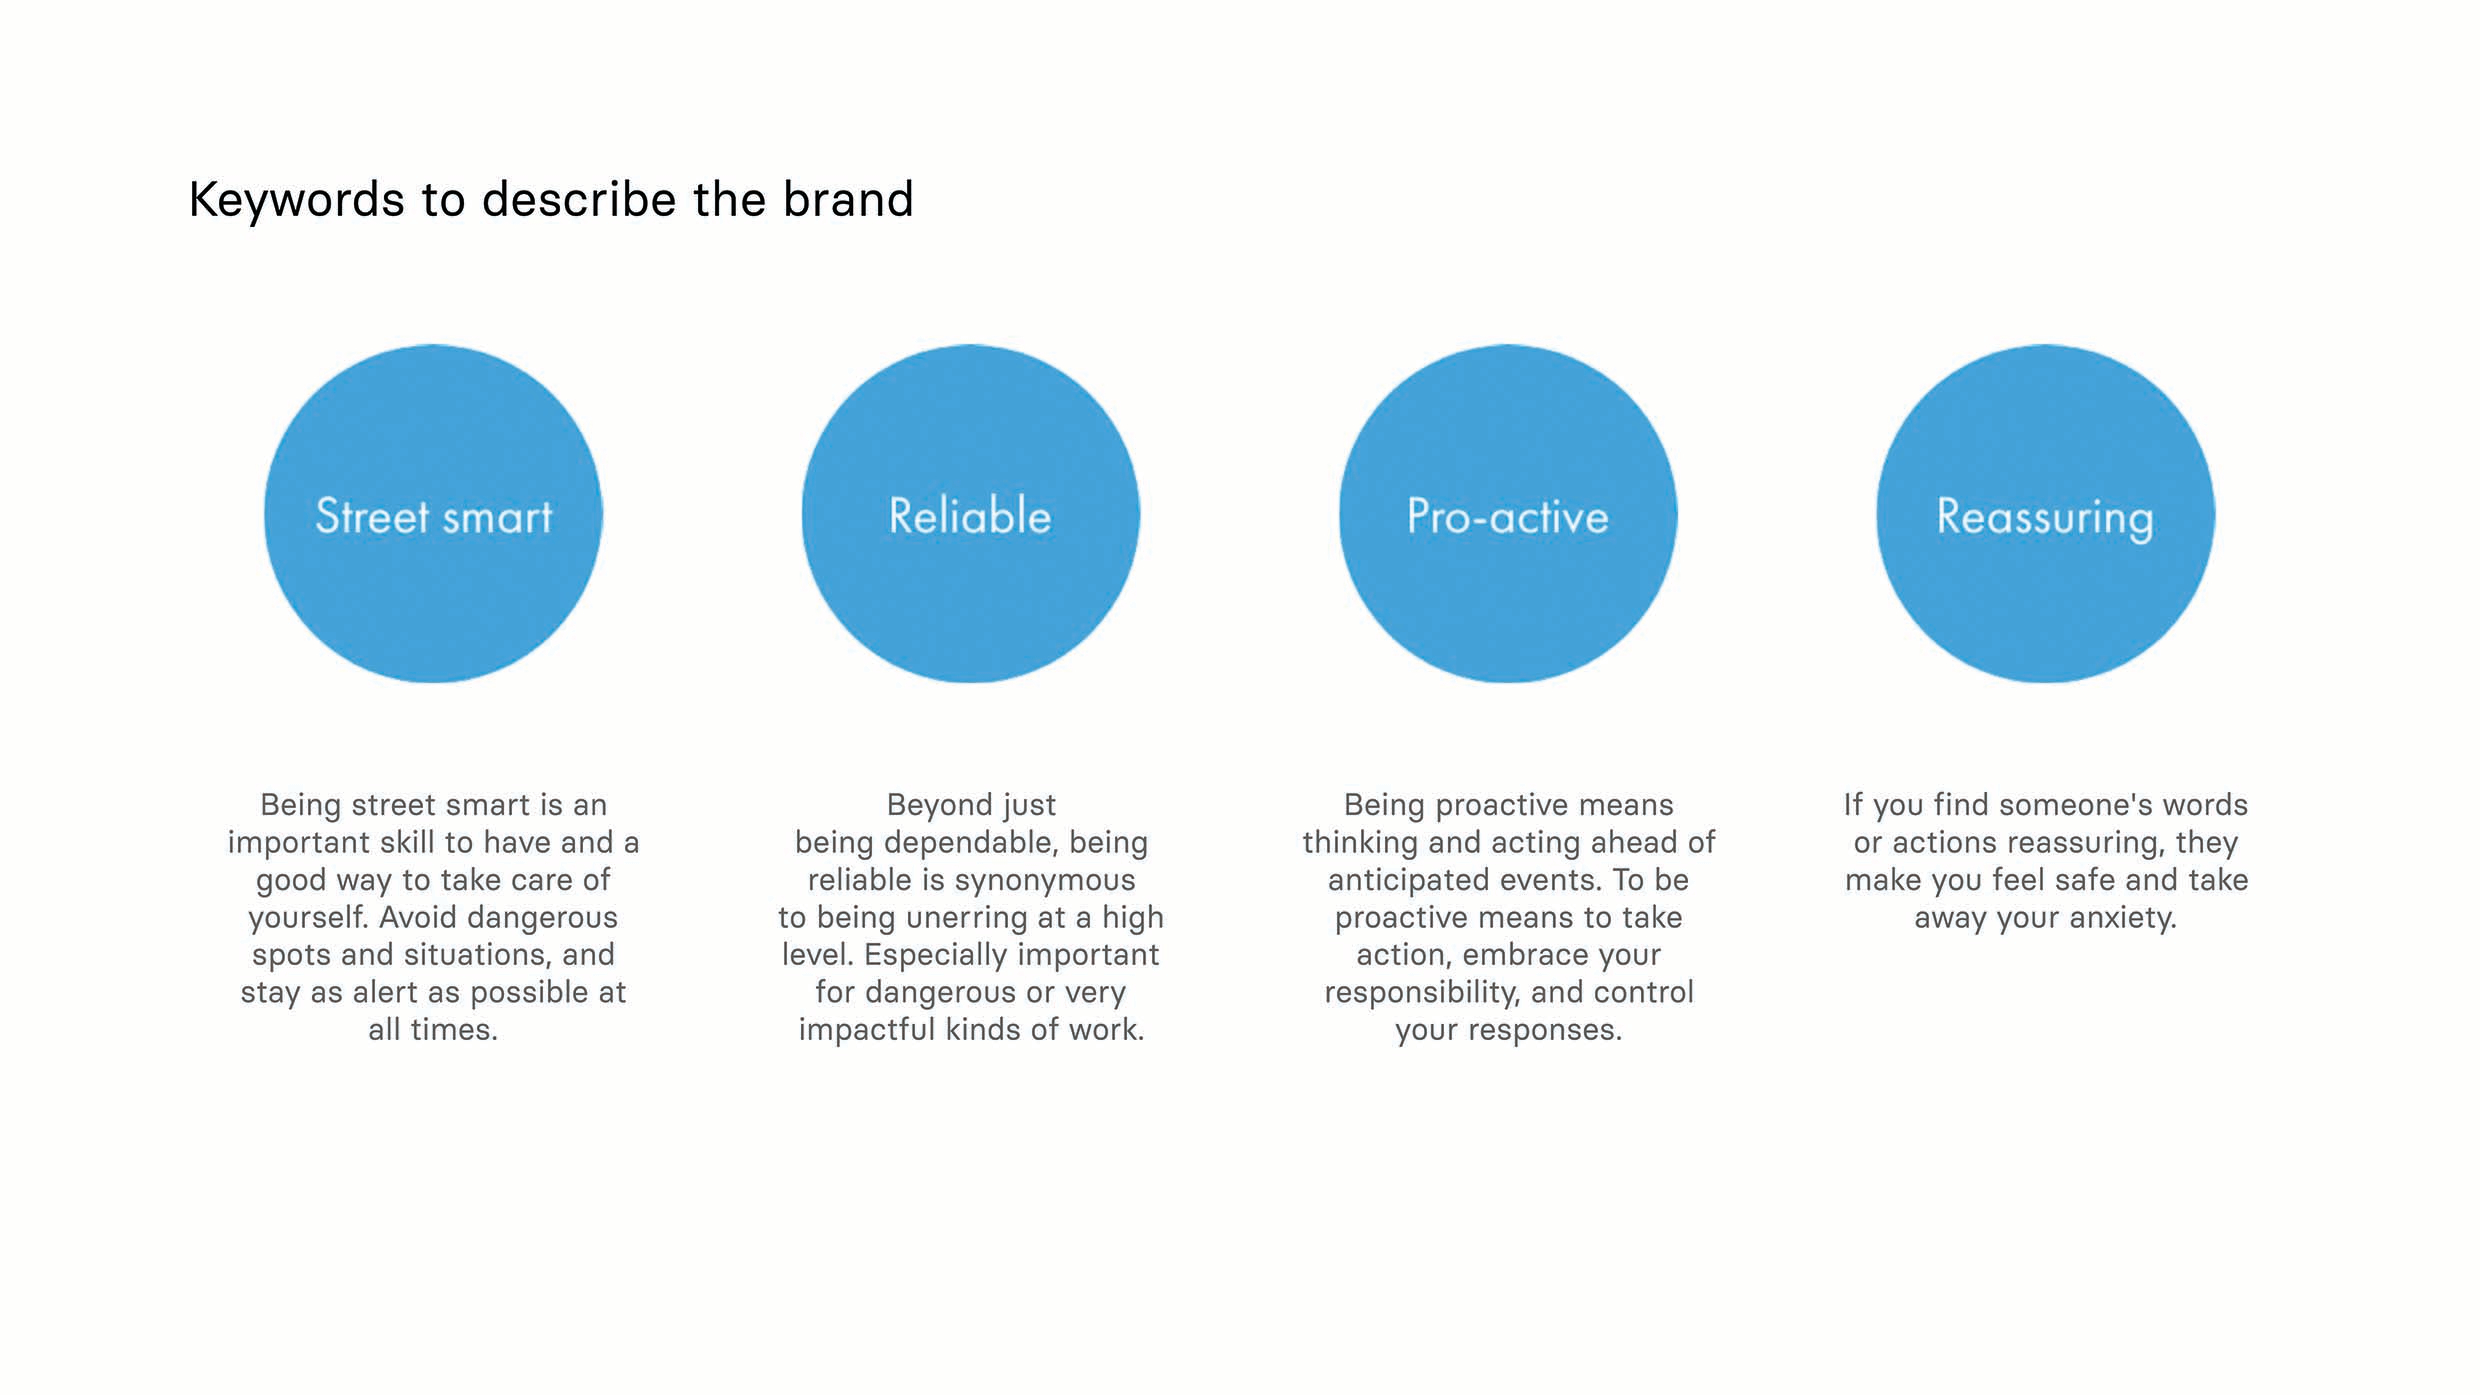 Keywords to describe the brand
Street smart
Reliable
Pro-active
Reassuring
Being street smart is an
important skill to have and a
good way to take care of
yourself. Avoid dangerous
spots and situations, and
stay as alert as possible at
all times.
Beyond just
being dependable, being
reliable is synonymous
to being unerring at a high
level. Especially important
for dangerous or very
impactful kinds of work.
Being proactive means
thinking and acting ahead of
anticipated events. To be
proactive means to take
action, embrace your
responsibility, and control
your responses.
If you find someone's words
or actions reassuring, they
make you feel safe and take
away your anxiety.